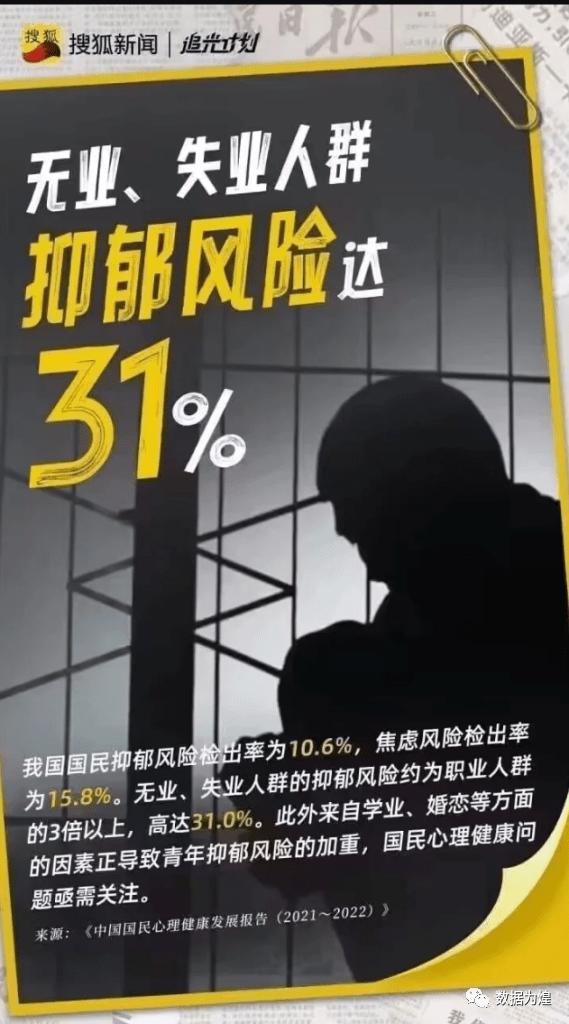 搜狐 搜狐新闻 | 追光计划
无业、失业人群
抑郁风险达
31%
我国国民抑郁风险检出率为10.6%，焦虑风险检出率
为15.8%。无业、失业人群的抑郁风险约为职业人群
的3倍以上，高达31.0%。此外来自学业、婚恋等方面
的因素正导致青年抑郁风险的加重，国民心理健康问
题亟需关注。
来源：《中国国民心理健康发展报告（2021～2022）》
数据为煌